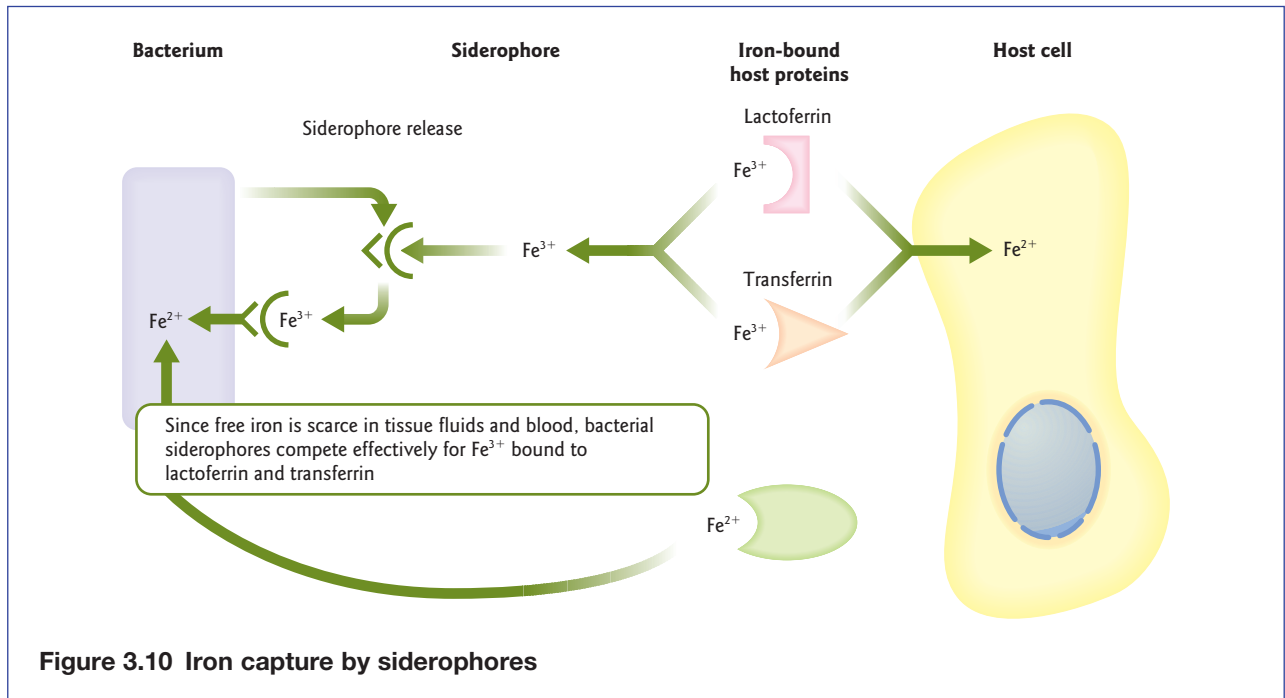 Bacterium
Siderophore
Iron-bound
host proteins
Host cell
Lactoferrin
Siderophore release
Fe³⁺
Fe³⁺
Fe²⁺
Transferrin
Fe²⁺
Fe³⁺
Fe³⁺
Since free iron is scarce in tissue fluids and blood, bacterial
siderophores compete effectively for Fe³⁺ bound to
lactoferrin and transferrin
Fe²⁺
Figure 3.10 Iron capture by siderophores